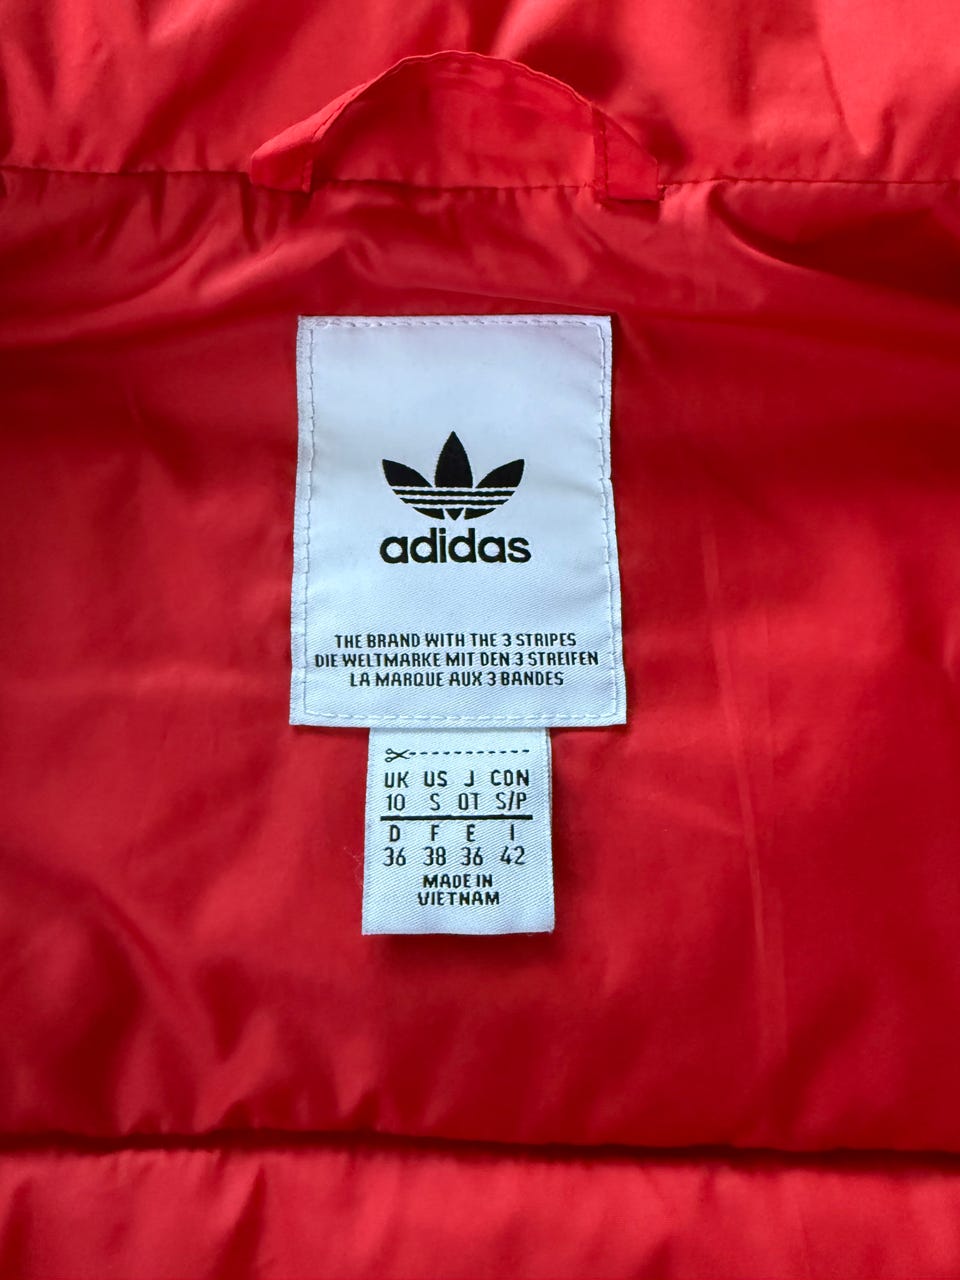 adidas
THE BRAND WITH THE 3 STRIPES
DIE WELTMARKE MIT DEN 3 STREIFEN
LA MARQUE AUX 3 BANDES
UK US J CON
10 S OT S/P
D F E I
36 38 36 42
MADE IN
VIETNAM